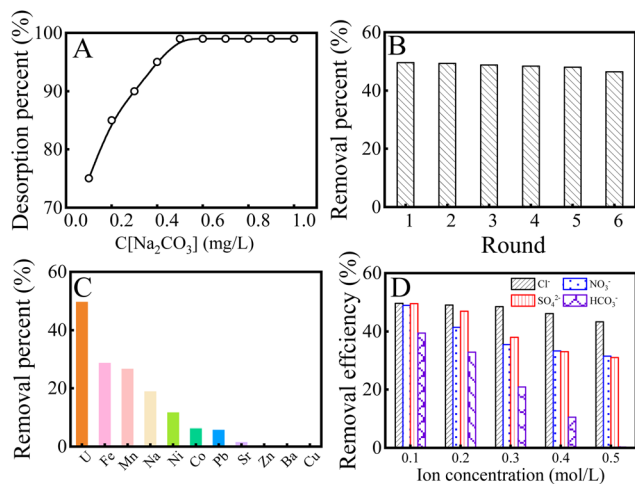 A
Desorption percent (%)
100
90
80
70
0.0 0.2 0.4 0.6 0.8 1.0
C[Na₂CO₃] (mg/L)
B
Removal percent (%)
60
40
20
0
1 2 3 4 5 6
Round
C
Removal percent (%)
60
40
20
0
U Fe Mn Na Ni Co Pb Sr Zn Ba Cu
D
Removal effciency (%)
60
40
20
0
Cl⁻ NO₃⁻
SO₄²⁻ HCO₃⁻
0.1 0.2 0.3 0.4 0.5
Ion concentration (mol/L)